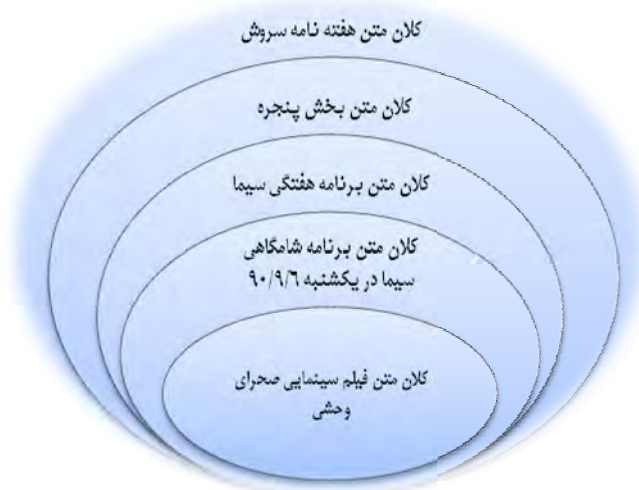 کلان متن هفته نامه سروش
کلان متن بخش پنجره
کلان متن برنامه هفتگی سیما
کلان متن برنامه شامگاهی
سیما در یکشنبه ۹۰/۹/۶
کلان متن فیلم سینمایی صحرای
وحشی